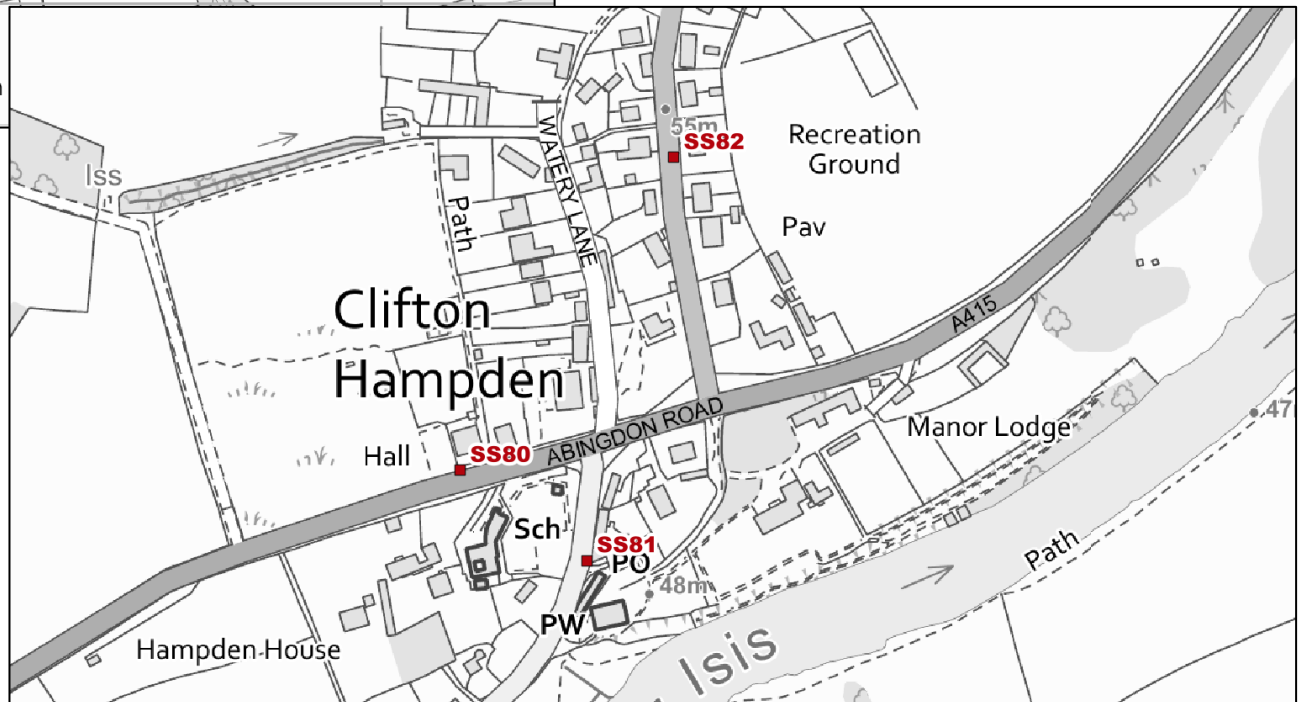 55m
SS82
Recreation
Ground
WATERY LANE
Iss
Path
Pav
Clifton
Hampden
A415
ABINGDON ROAD
Manor Lodge
Hall
SS80
Sch
SS81
PO
48m
Path
PW
Hampden House
Isis